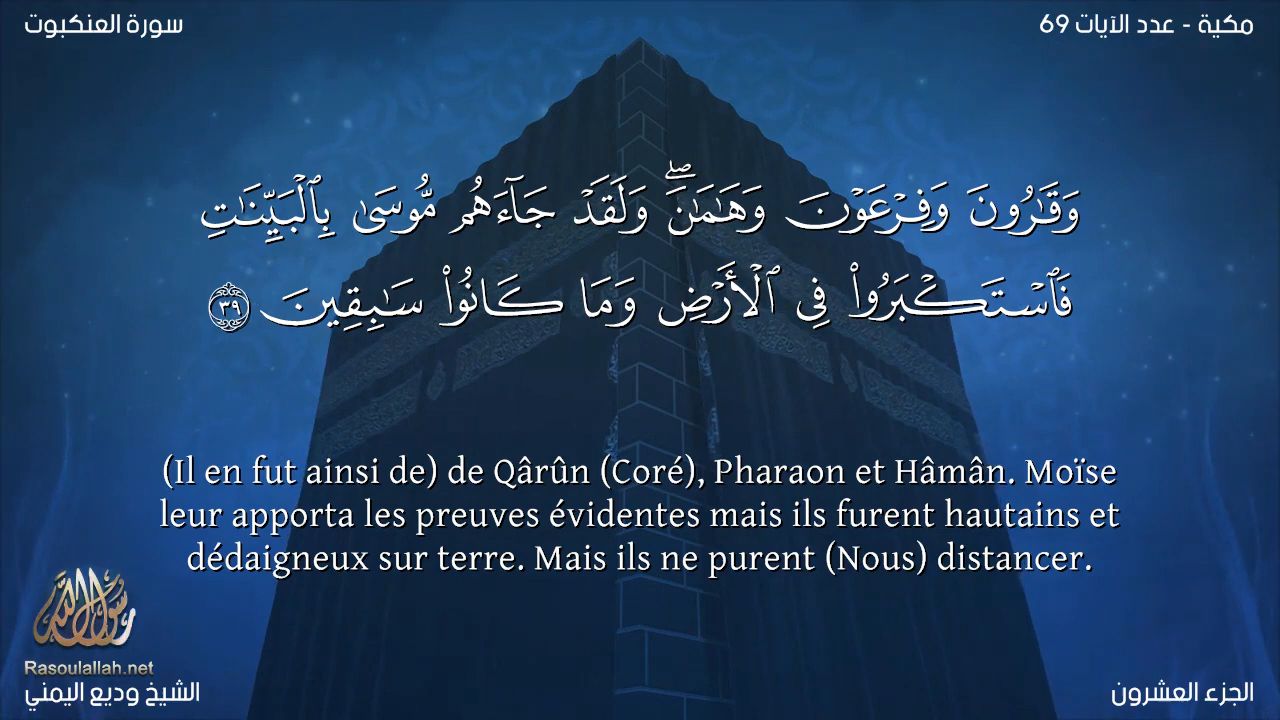 مكية - عدد الآيات 69
سورة العنكبوت
وَقَٰرُونَ وَفِرْعَوْنَ وَهَٰمَٰنَ ۖ وَلَقَدْ جَآءَهُم مُّوسَىٰ بِٱلْبَيِّنَٰتِ
فَٱسْتَكْبَرُوا۟ فِى ٱلْأَرْضِ وَمَا كَانُوا۟ سَٰبِقِينَ ٣٩
(Il en fut ainsi de) de Qârûn (Coré), Pharaon et Hâmân. Moïse
leur apporta les preuves évidentes mais ils furent hautains et
dédaigneux sur terre. Mais ils ne purent (Nous) distancer.
رسول الله
Rasoulallah.net
الشيخ وديع اليمني
الجزء العشرون